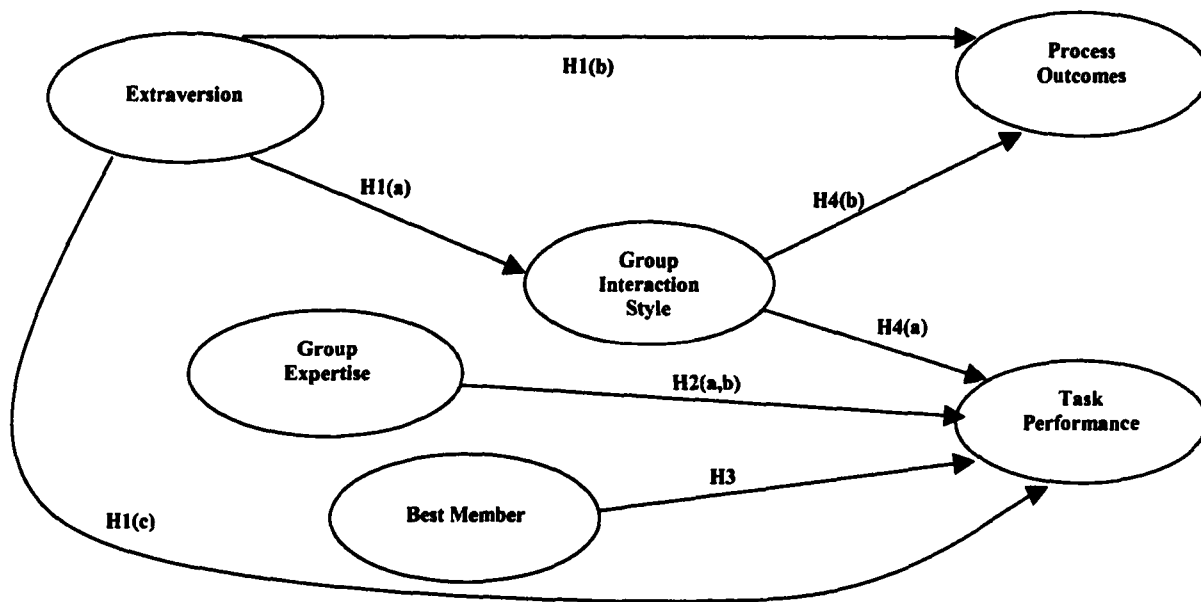 Process
Outcomes
H1(b)
Extraversion
H1(a)
H4(b)
Group
Interaction
Style
H4(a)
Group
Expertise
H2(a,b)
Task
Performance
H3
Best Member
H1(c)